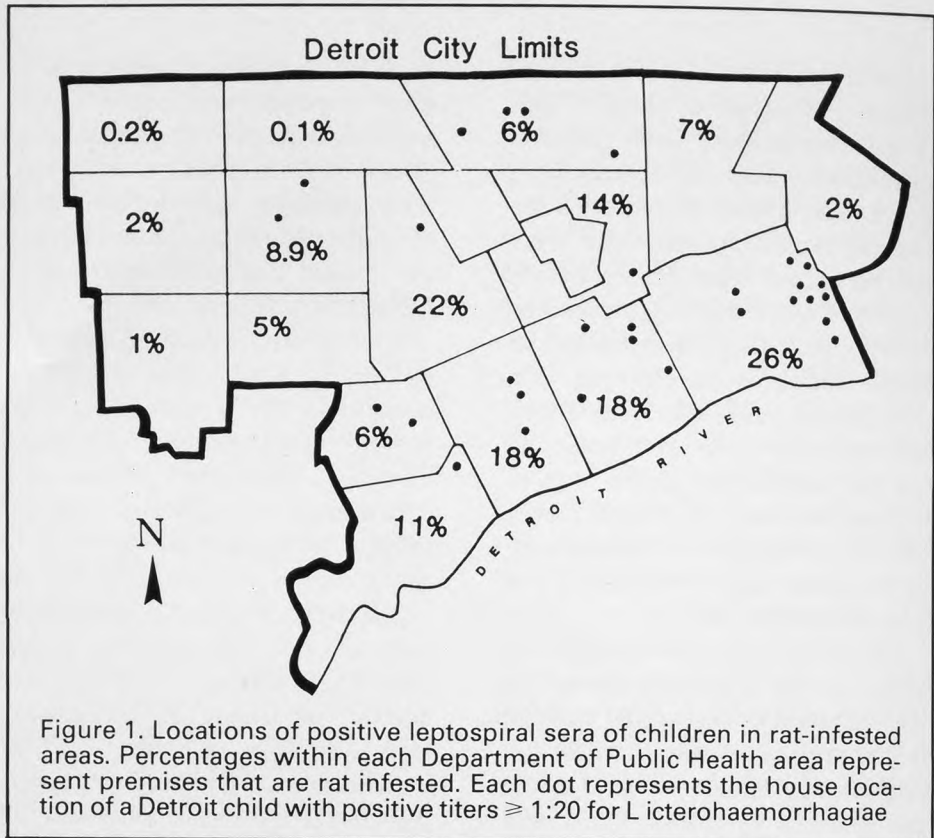 Detroit City Limits
0.2% 0.1% 6% 7%
2% 8.9% 14% 2%
1% 5% 22% 26%
6% 18% 18%
11%
DETROIT RIVER
N
Figure 1. Locations of positive leptospiral sera of children in rat-infested
areas. Percentages within each Department of Public Health area repre-
sent premises that are rat infested. Each dot represents the house loca-
tion of a Detroit child with positive titers ≥ 1:20 for L icterohaemorrhagiae